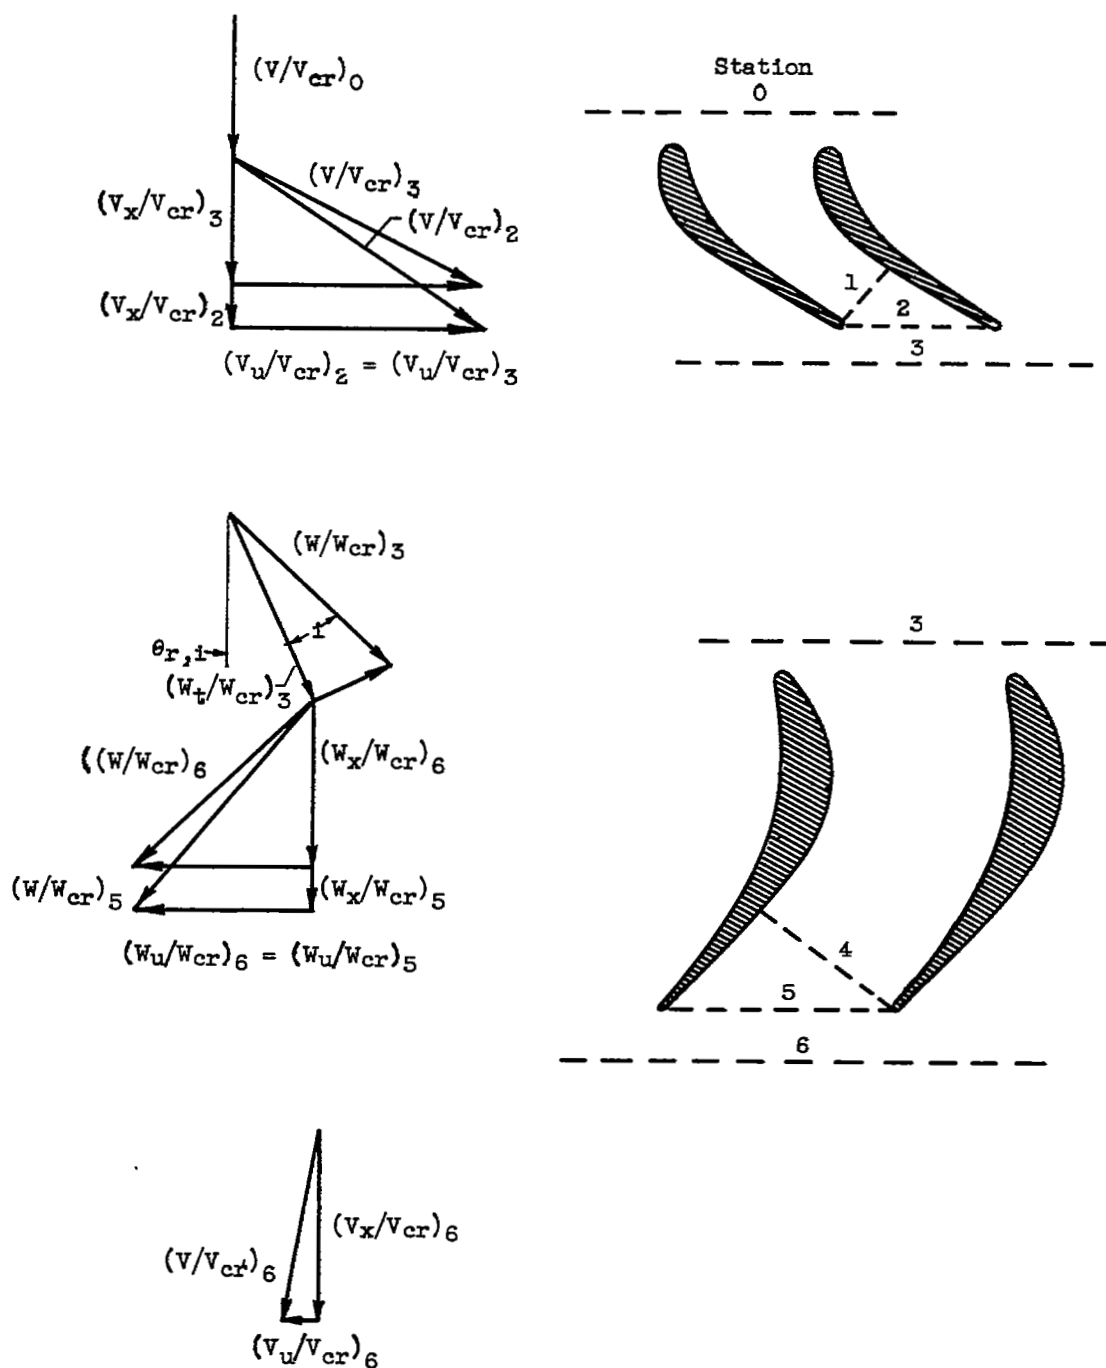 (V/Vcr)0
Station
0
(V/Vcr)3
(Vx/Vcr)3
(V/Vcr)2
(Vx/Vcr)2
1
2
3
(Vu/Vcr)2 = (Vu/Vcr)3
(W/Wcr)3
i
θr,i
(Wt/Wcr)3
3
((W/Wcr)6
(Wx/Wcr)6
(W/Wcr)5
(Wx/Wcr)5
(Wu/Wcr)6 = (Wu/Wcr)5
4
5
6
(Vx/Vcr)6
(V/Vcr)6
(Vu/Vcr)6